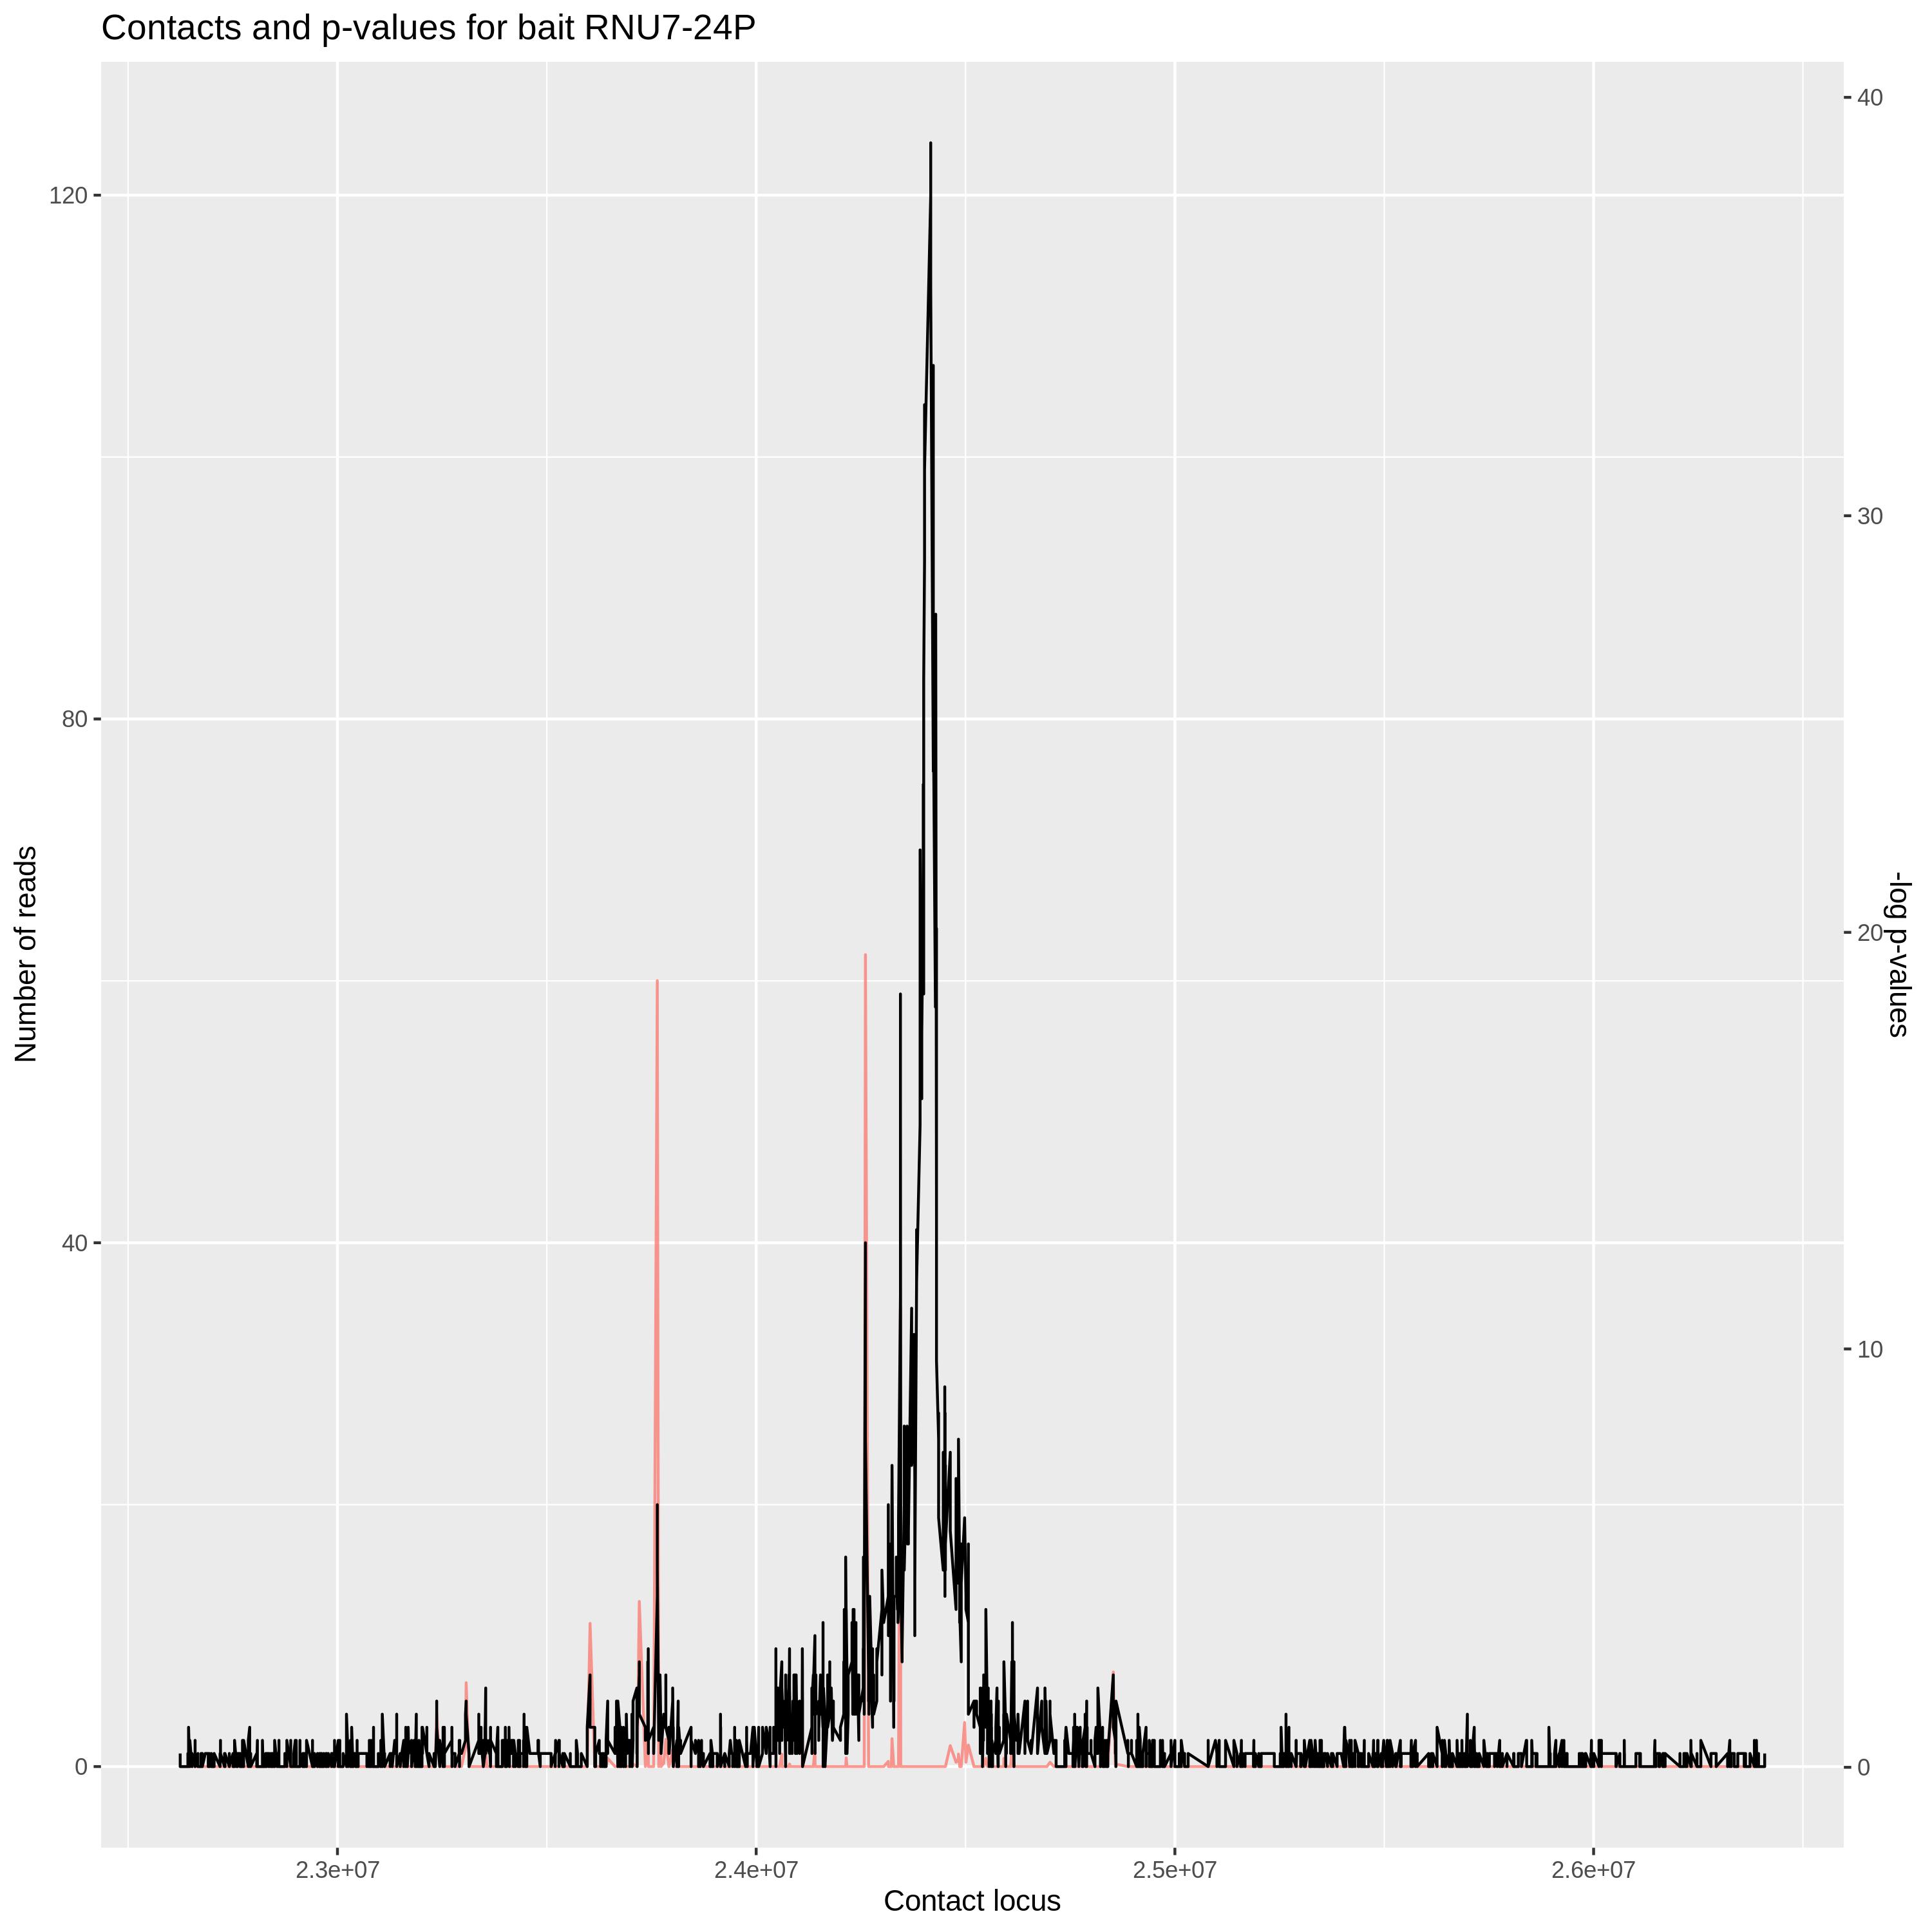 Contacts and p-values for bait RNU7-24P
120
80
40
0
Number of reads
40
30
20
10
0
-log p-values
2.3e+07
2.4e+07
2.5e+07
2.6e+07
Contact locus